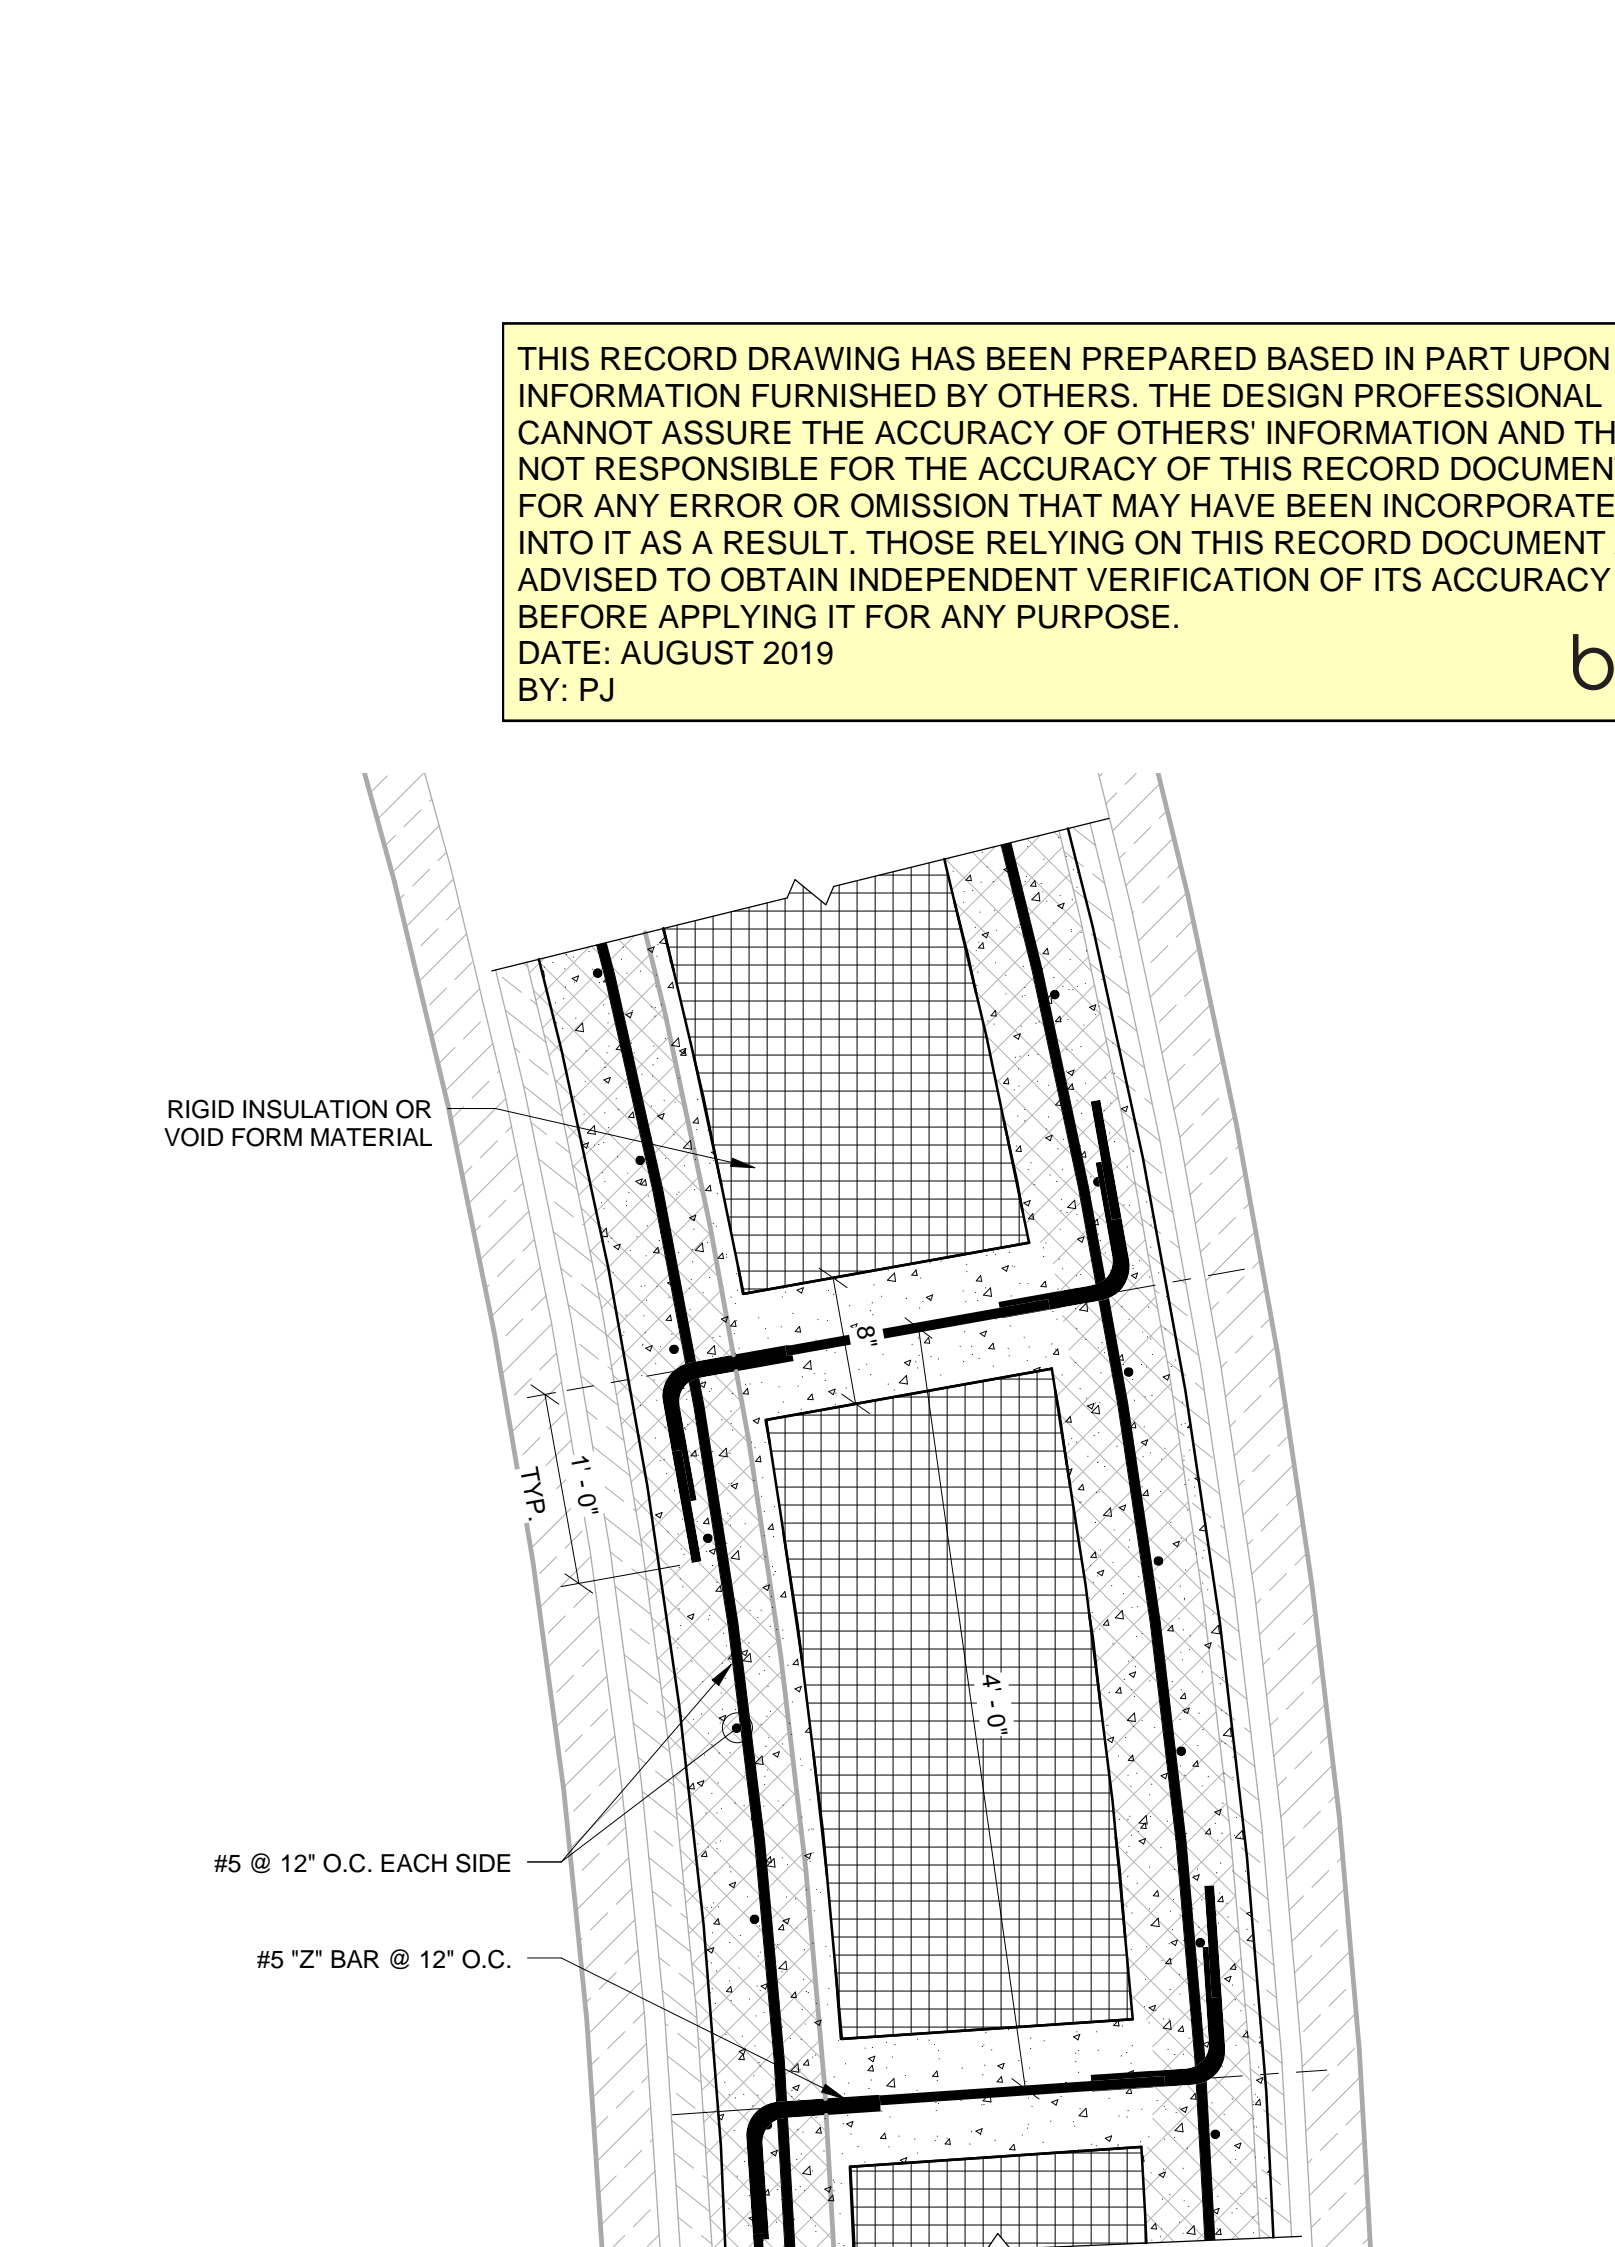 THIS RECORD DRAWING HAS BEEN PREPARED BASED IN PART UPON
INFORMATION FURNISHED BY OTHERS. THE DESIGN PROFESSIONAL
CANNOT ASSURE THE ACCURACY OF OTHERS' INFORMATION AND TH
NOT RESPONSIBLE FOR THE ACCURACY OF THIS RECORD DOCUMENT
FOR ANY ERROR OR OMISSION THAT MAY HAVE BEEN INCORPORATE
INTO IT AS A RESULT. THOSE RELYING ON THIS RECORD DOCUMENT
ADVISED TO OBTAIN INDEPENDENT VERIFICATION OF ITS ACCURACY
BEFORE APPLYING IT FOR ANY PURPOSE.
DATE: AUGUST 2019
BY: PJ
b
RIGID INSULATION OR
VOID FORM MATERIAL
8"
1' - 0"
TYP.
4' - 0"
#5 @ 12" O.C. EACH SIDE
#5 "Z" BAR @ 12" O.C.